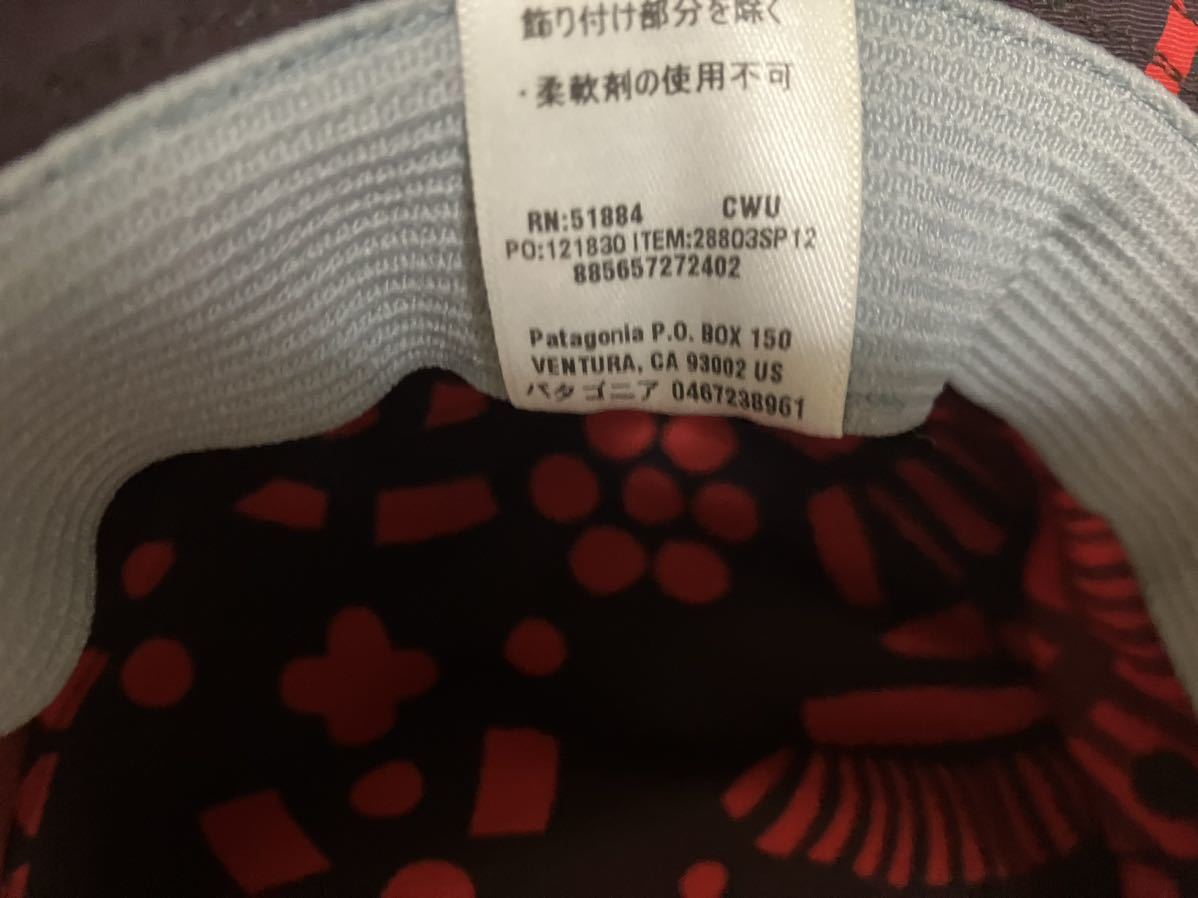 飾り付け部分を除く
・柔軟剤の使用不可
RN:51884 CWU
PO:121830 ITEM:28803SP12
885657272402
Patagonia P.O. BOX 150
VENTURA, CA 93002 US
パタゴニア 0467238961